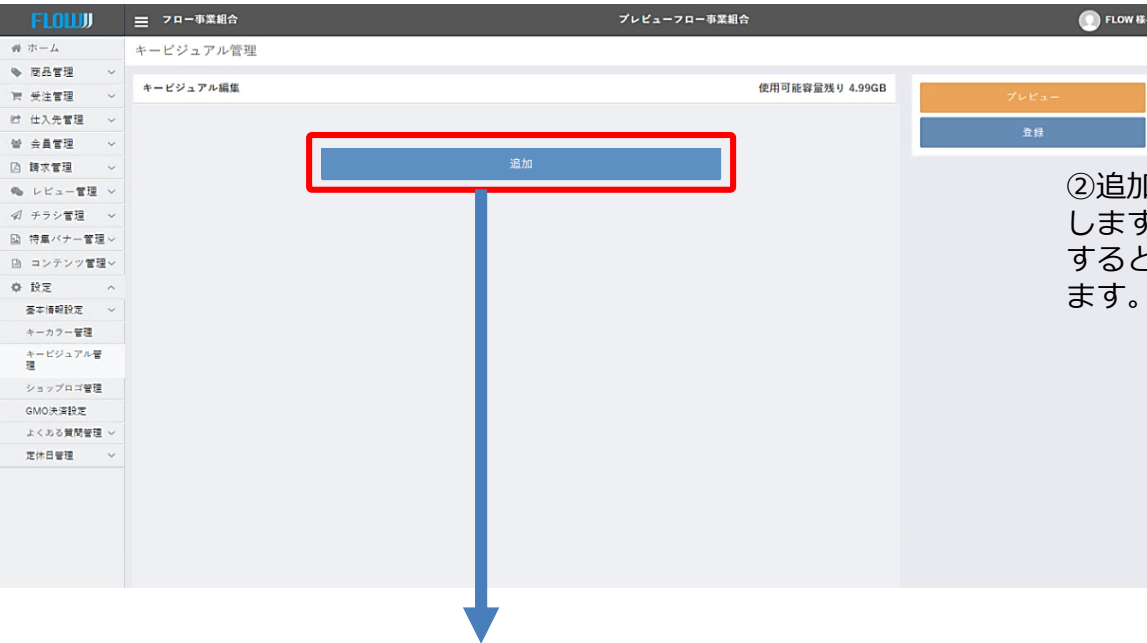 FLOW
フロー事業組合
プレビューフロー事業組合
FLOW 様
ホーム
商品管理
受注管理
仕入先管理
会員管理
請求管理
レビュー管理
チラシ管理
特集バナー管理
コンテンツ管理
設定
基本情報設定
キーカラー管理
キービジュアル管
理
ショップロゴ管理
GMO決済設定
よくある質問管理
定休日管理
キービジュアル管理
キービジュアル編集
使用可能容量残り 4.99GB
追加
プレビュー
登録
②追加
します
すると
ます。